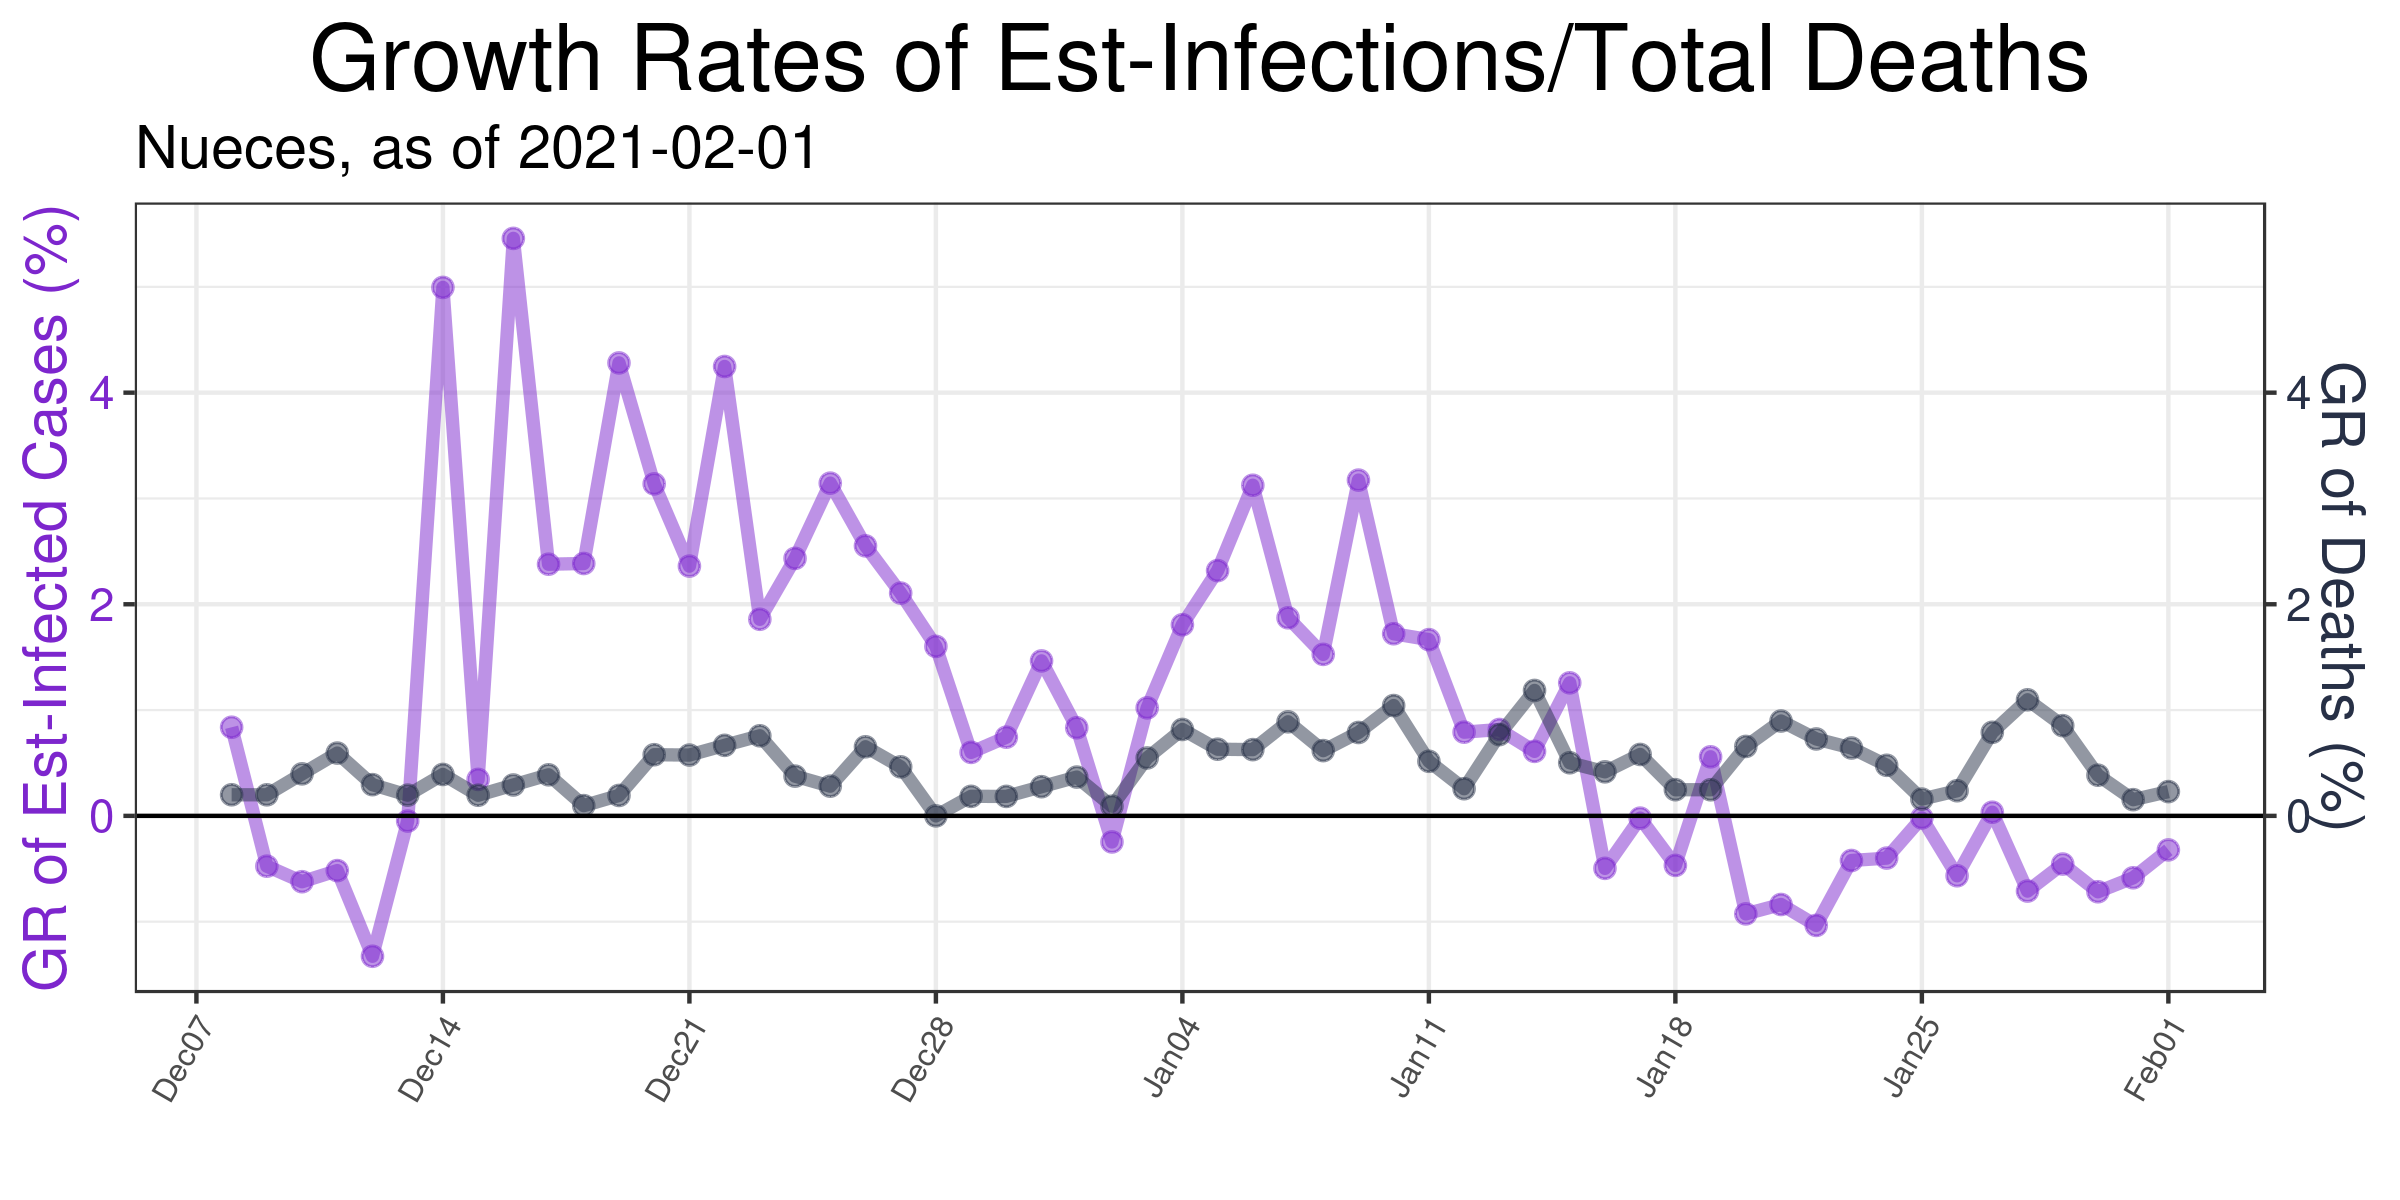 Growth Rates of Est-Infections/Total Deaths
Nueces, as of 2021-02-01
GR of Est-Infected Cases (%)
4
2
0
4
2
0
GR of Deaths (%)
Dec07
Dec14
Dec21
Dec28
Jan04
Jan11
Jan18
Jan25
Feb01